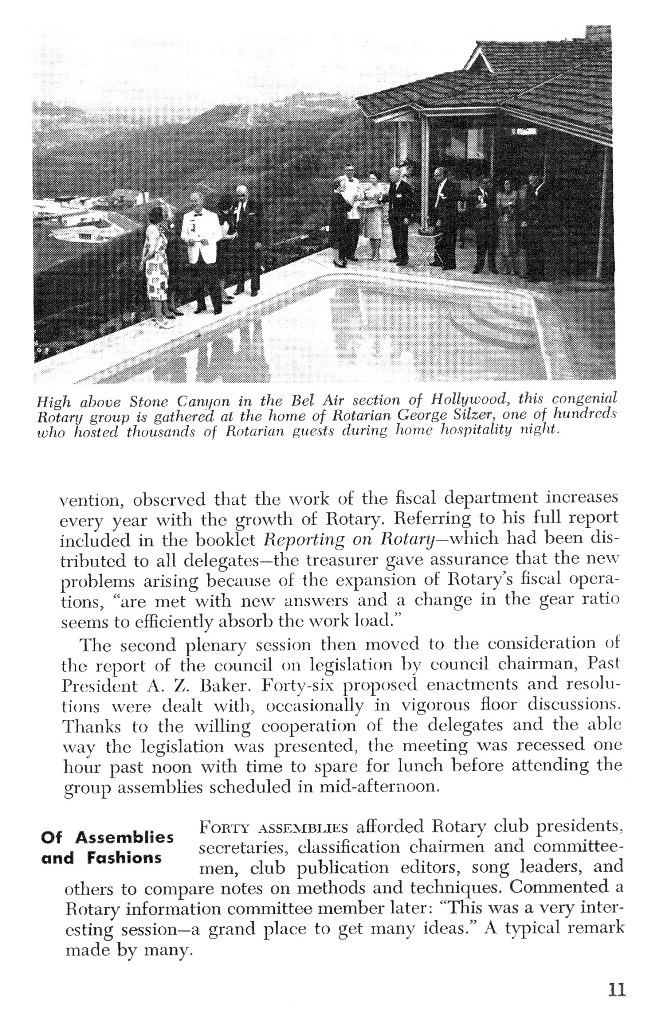 High above Stone Canyon in the Bel Air section of Hollywood, this congenial
Rotary group is gathered at the home of Rotarian George Silzer, one of hundreds
who hosted thousands of Rotarian guests during home hospitality night.
vention, observed that the work of the fiscal department increases
every year with the growth of Rotary. Referring to his full report
included in the booklet Reporting on Rotary—which had been dis-
tributed to all delegates—the treasurer gave assurance that the new
problems arising because of the expansion of Rotary's fiscal opera-
tions, "are met with new answers and a change in the gear ratio
seems to efficiently absorb the work load."
The second plenary session then moved to the consideration of
the report of the council on legislation by council chairman, Past
President A. Z. Baker. Forty-six proposed enactments and resolu-
tions were dealt with, occasionally in vigorous floor discussions.
Thanks to the willing cooperation of the delegates and the able
way the legislation was presented, the meeting was recessed one
hour past noon with time to spare for lunch before attending the
group assemblies scheduled in mid-afternoon.
Of Assemblies
and Fashions
FORTY ASSEMBLIES afforded Rotary club presidents,
secretaries, classification chairmen and committee-
men, club publication editors, song leaders, and
others to compare notes on methods and techniques. Commented a
Rotary information committee member later: "This was a very inter-
esting session—a grand place to get many ideas." A typical remark
made by many.
11